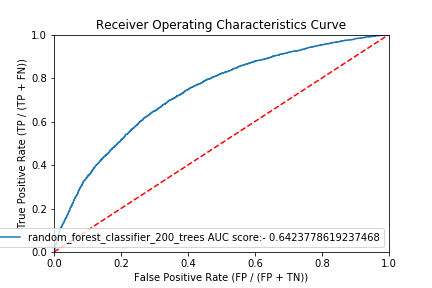 Receiver Operating Characteristics Curve
True Positive Rate (TP / (TP + FN))
1.0
0.8
0.6
0.4
0.2
0.0
random_forest_classifier_200_trees AUC score:- 0.6423778619237468
0.0 0.2 0.4 0.6 0.8 1.0
False Positive Rate (FP / (FP + TN))